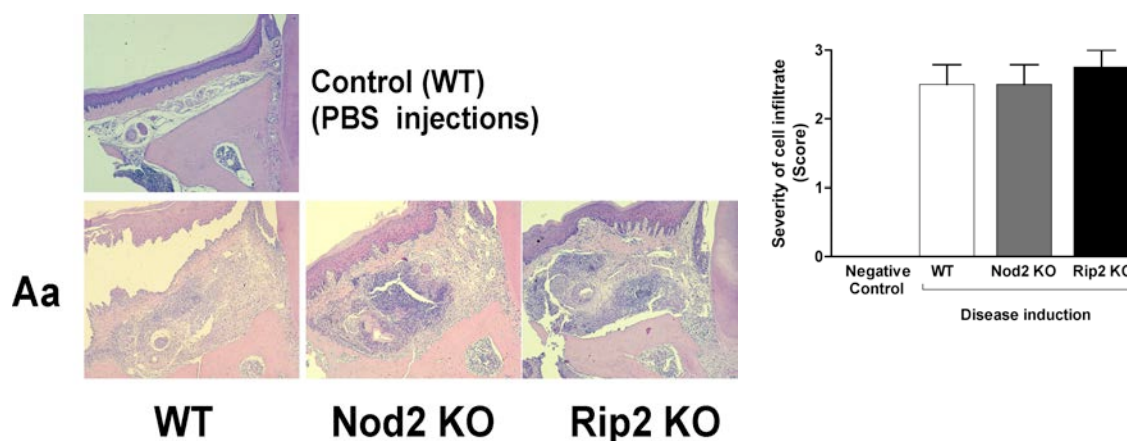 Control (WT)
(PBS injections)
Aa
WT
Nod2 KO
Rip2 KO
Severity of cell infiltrate
(Score)
3
2
1
0
Negative
Control
WT
Nod2 KO
Rip2 KO
Disease induction